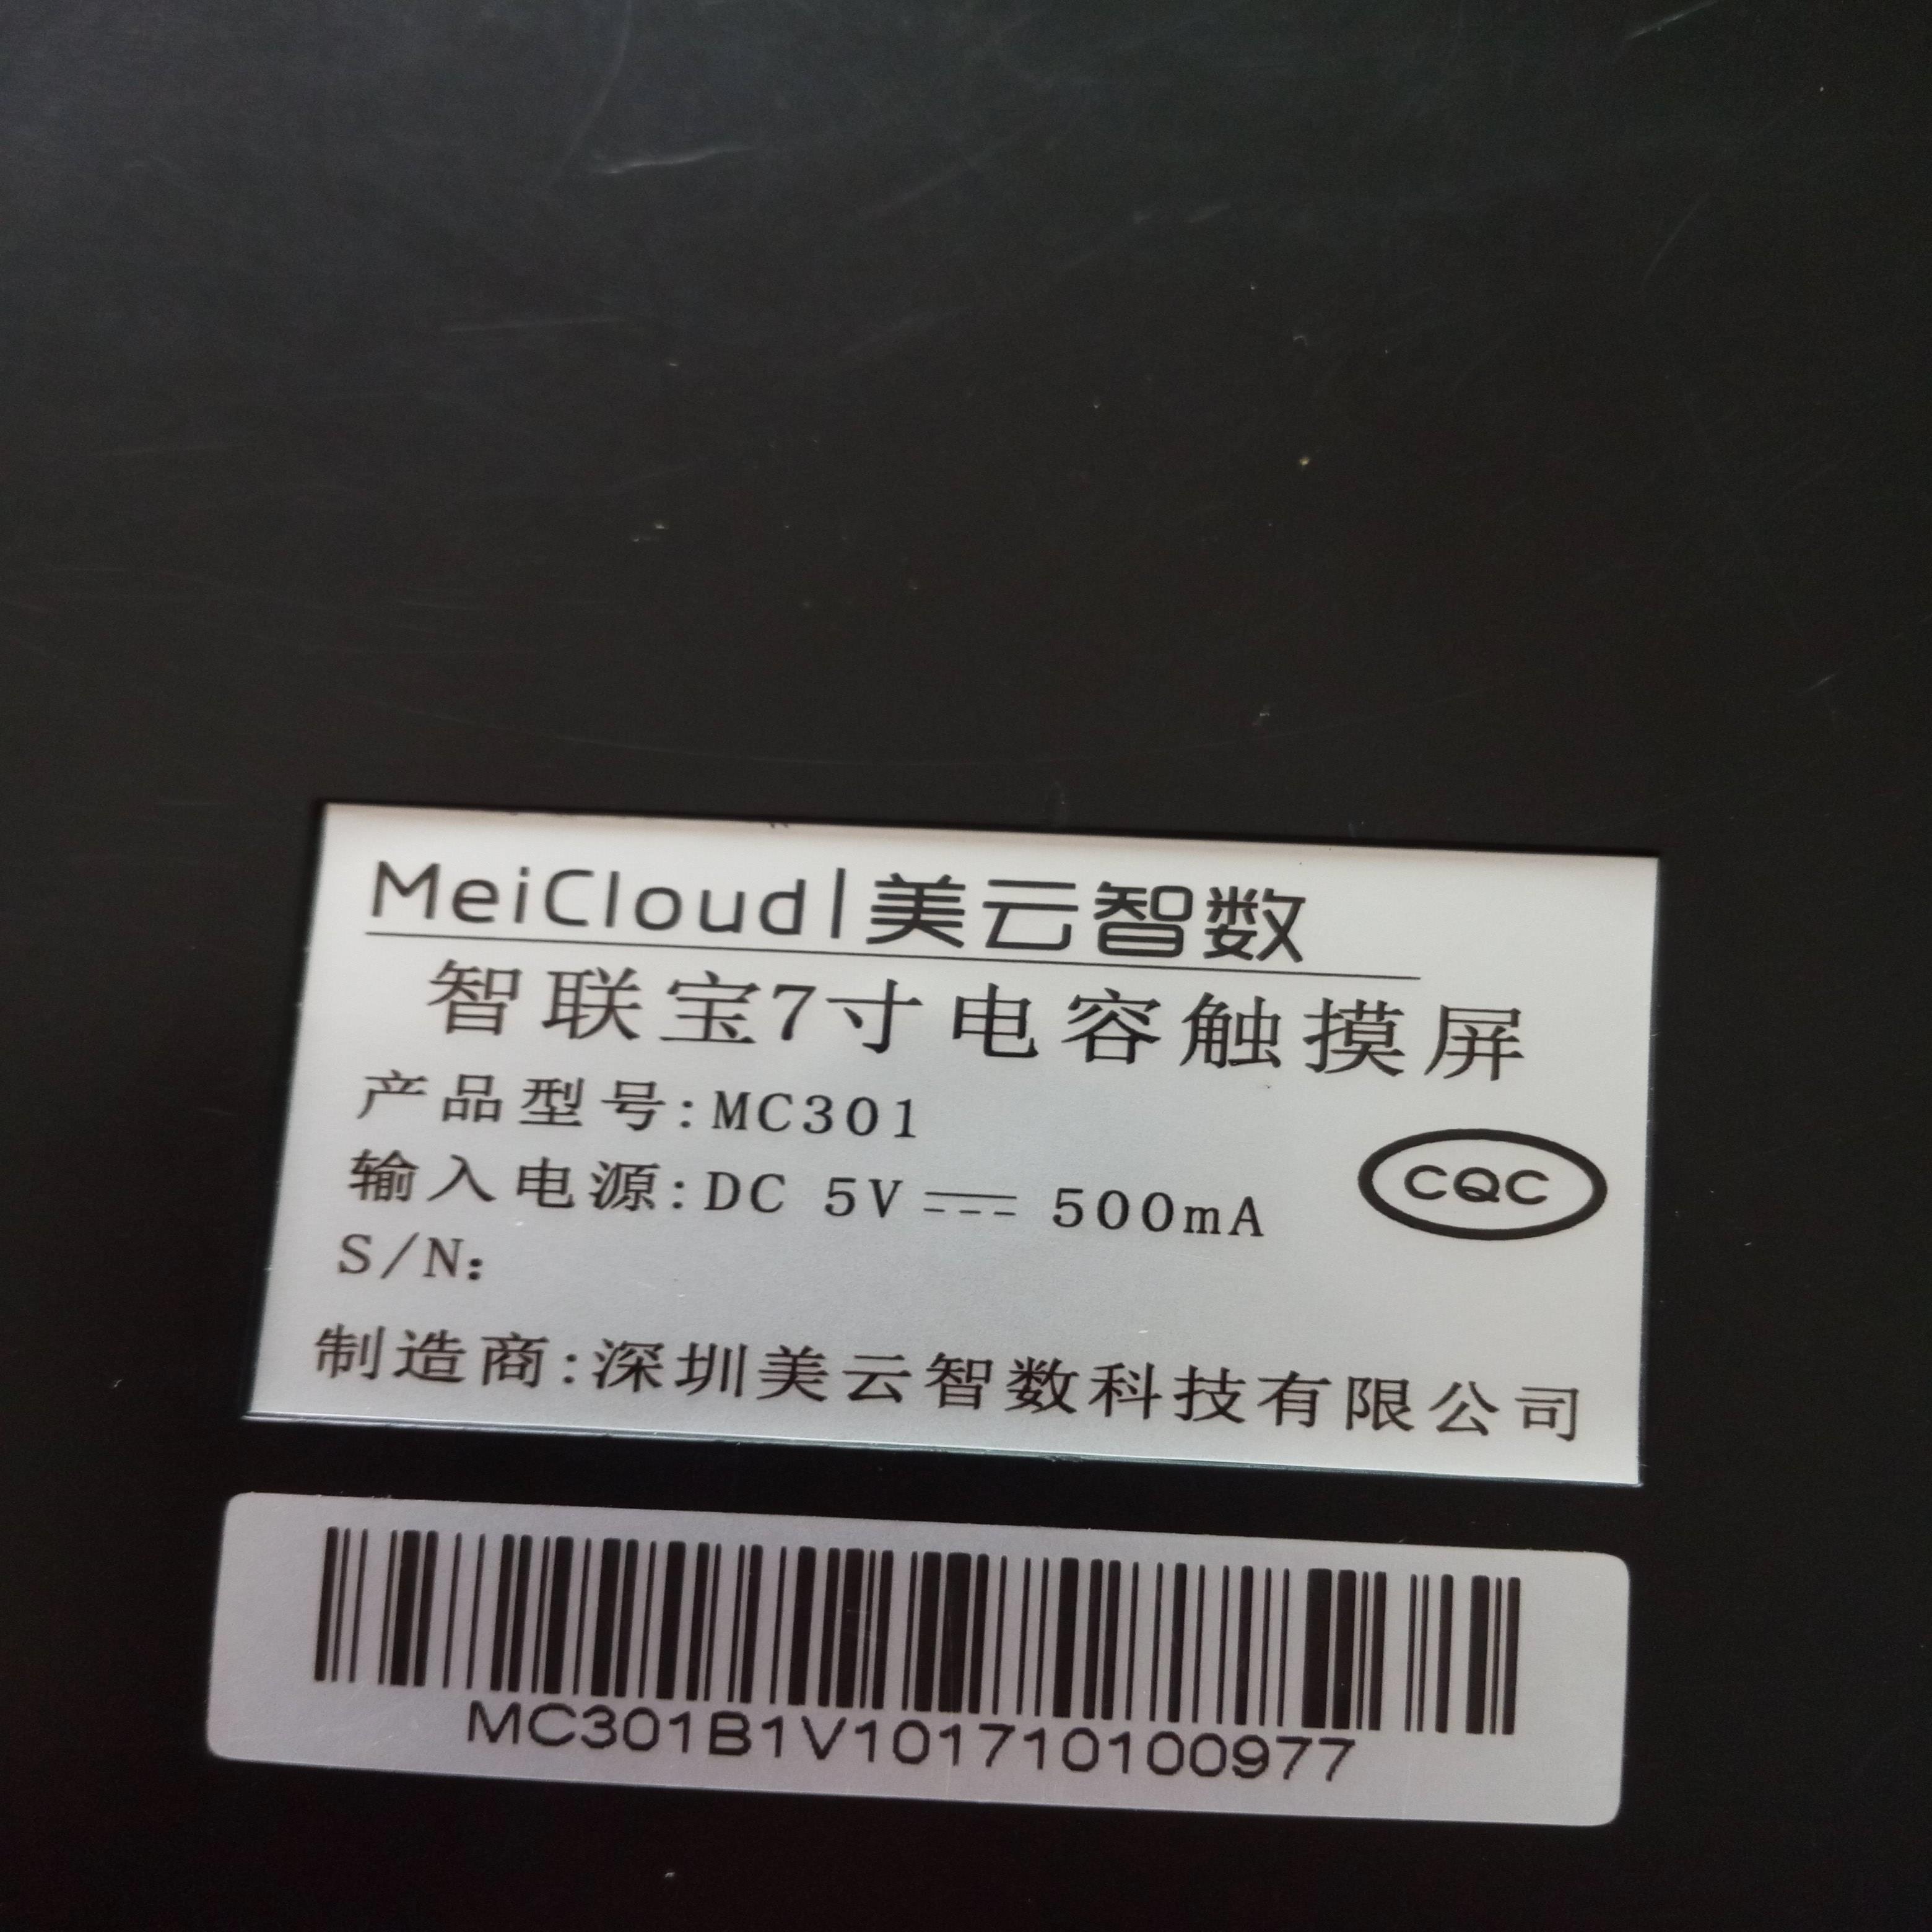 MeiCloud|美云智数
智联宝7寸电容触摸屏
产品型号:MC301
输入电源:DC 5V ⎓ 500mA
CQC
S/N:
制造商:深圳美云智数科技有限公司
MC301B1V101710100977